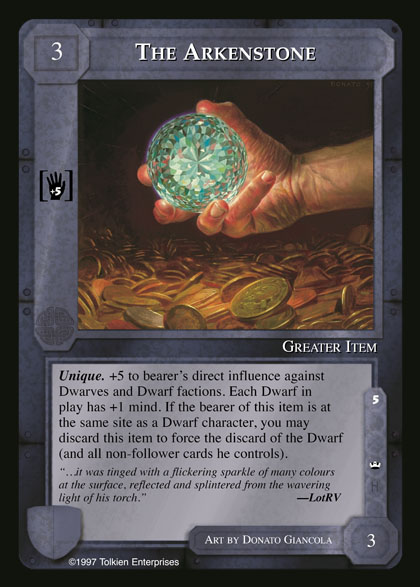 3
THE ARKENSTONE
+5
GREATER ITEM
Unique. +5 to bearer's direct influence against
Dwarves and Dwarf factions. Each Dwarf in
play has +1 mind. If the bearer of this item is at
the same site as a Dwarf character, you may
discard this item to force the discard of the Dwarf
(and all non-follower cards he controls).
“…it was tinged with a flickering sparkle of many colours
at the surface, reflected and splintered from the wavering
light of his torch.” —LotRV
5
ART BY DONATO GIANCOLA
3
©1997 Tolkien Enterprises